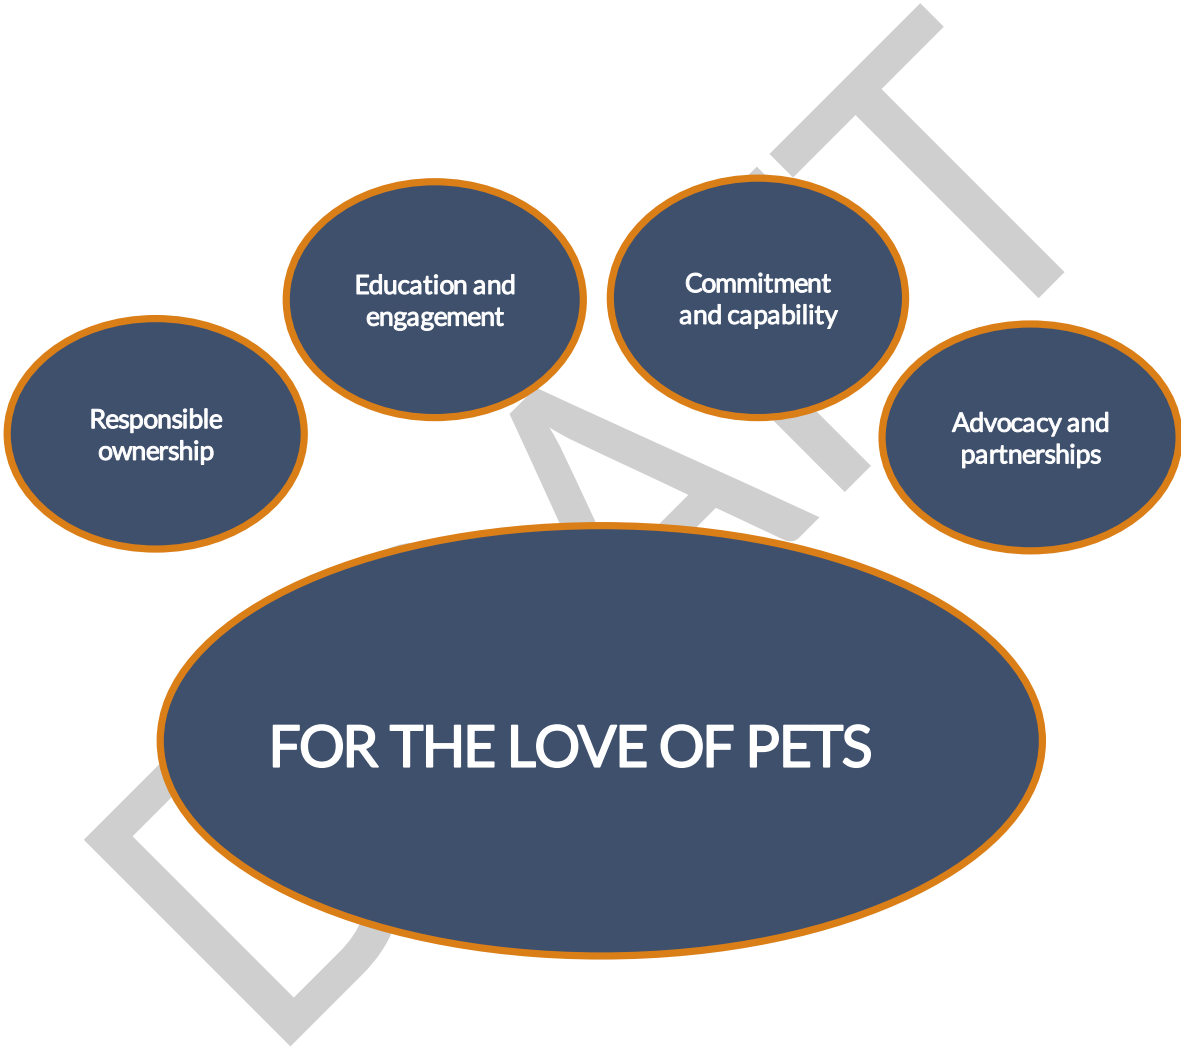 Education and
engagement
Commitment
and capability
Responsible
ownership
Advocacy and
partnerships
FOR THE LOVE OF PETS
DRAFT